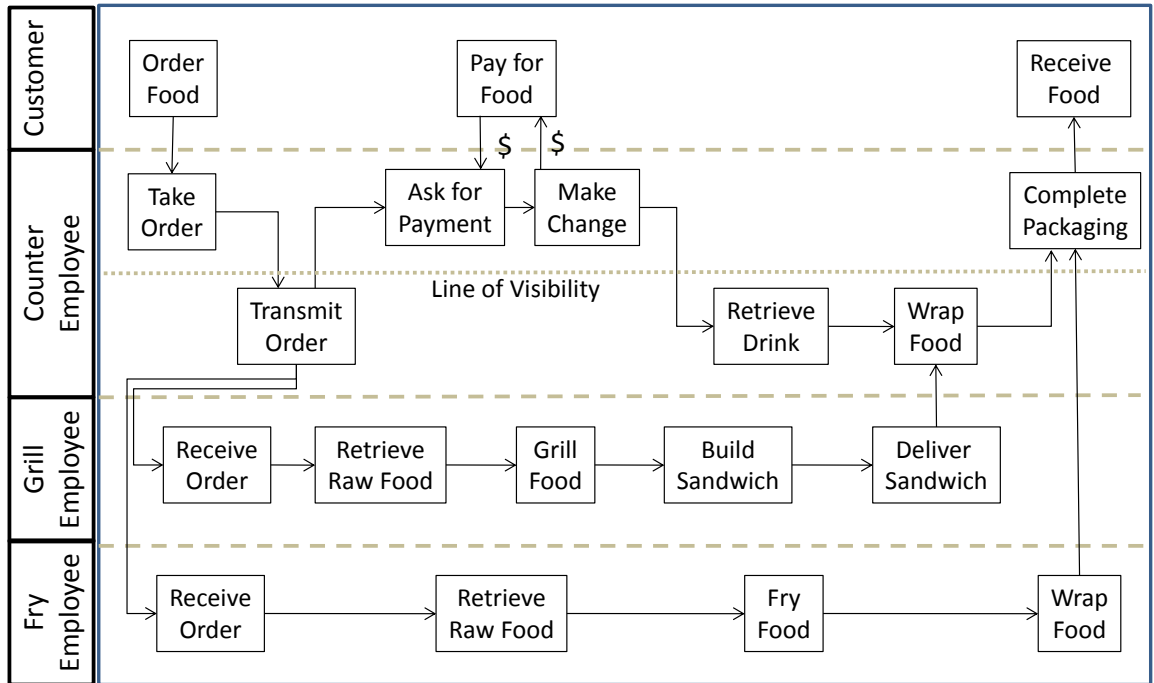 Customer
Order
Food
Pay for
Food
Receive
Food
$
$
Counter
Employee
Take
Order
Ask for
Payment
Make
Change
Complete
Packaging
Line of Visibility
Transmit
Order
Retrieve
Drink
Wrap
Food
Grill
Employee
Receive
Order
Retrieve
Raw Food
Grill
Food
Build
Sandwich
Deliver
Sandwich
Fry
Employee
Receive
Order
Retrieve
Raw Food
Fry
Food
Wrap
Food